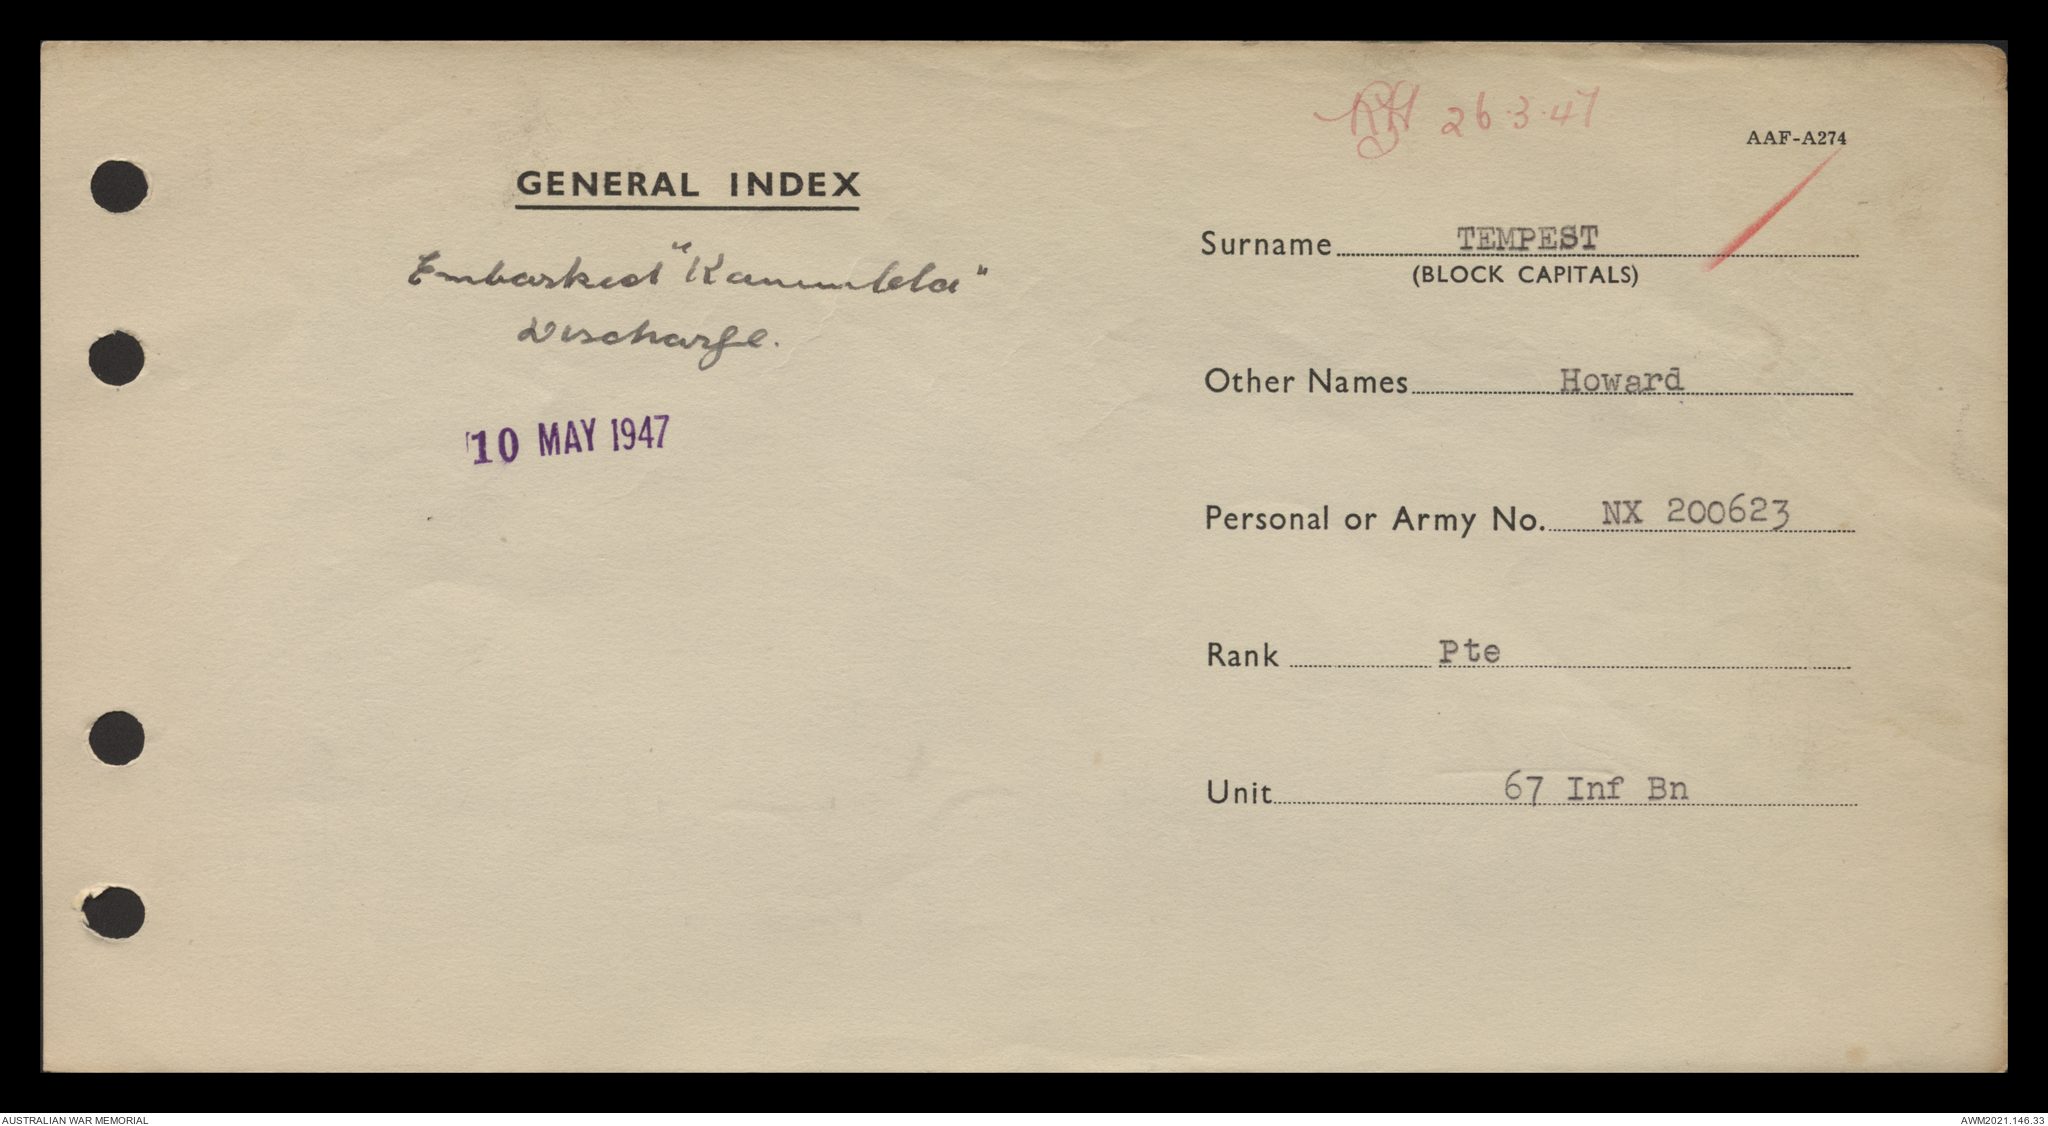 RH 26.3.47
AAF-A274
GENERAL INDEX
Embarked "Kanimbla"
Discharge.
10 MAY 1947
Surname TEMPEST
(BLOCK CAPITALS)
Other Names Howard
Personal or Army No. NX 200623
Rank Pte
Unit 67 Inf Bn
AUSTRALIAN WAR MEMORIAL
AWM2021.146.33